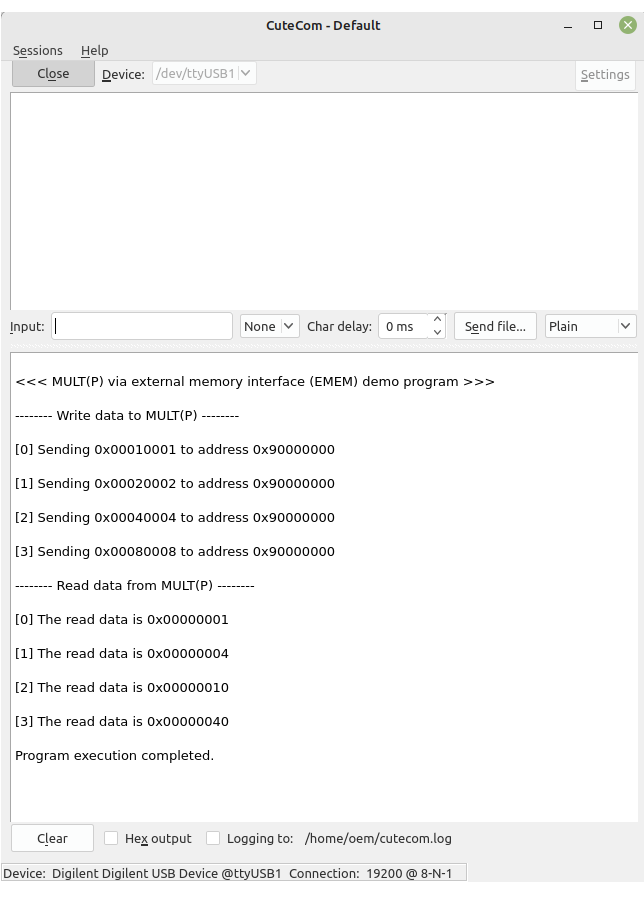 CuteCom - Default
Sessions Help
Close Device: /dev/ttyUSB1 Settings
Input: None Char delay: 0 ms Send file... Plain
<<< MULT(P) via external memory interface (EMEM) demo program >>>
-------- Write data to MULT(P) --------
[0] Sending 0x00010001 to address 0x90000000
[1] Sending 0x00020002 to address 0x90000000
[2] Sending 0x00040004 to address 0x90000000
[3] Sending 0x00080008 to address 0x90000000
-------- Read data from MULT(P) --------
[0] The read data is 0x00000001
[1] The read data is 0x00000004
[2] The read data is 0x00000010
[3] The read data is 0x00000040
Program execution completed.
Clear Hex output Logging to: /home/oem/cutecom.log
Device: Digilent Digilent USB Device @ttyUSB1 Connection: 19200 @ 8-N-1